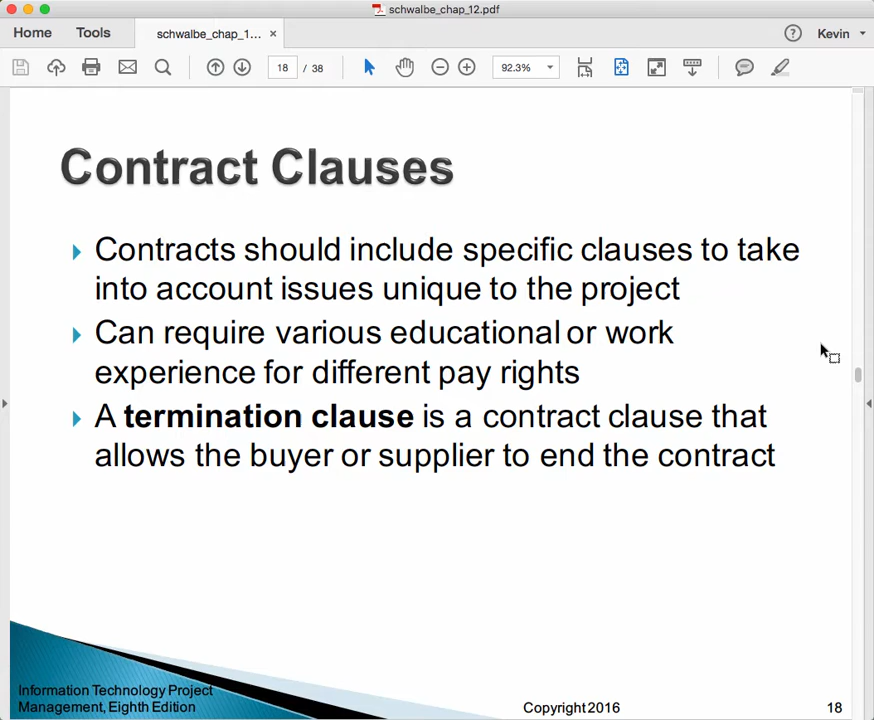 schwalbe_chap_12.pdf
Home Tools schwalbe_chap_1... × ? Kevin
18 / 38 92.3%
Contract Clauses
Contracts should include specific clauses to take
into account issues unique to the project
Can require various educational or work
experience for different pay rights
A termination clause is a contract clause that
allows the buyer or supplier to end the contract
Information Technology Project
Management, Eighth Edition
Copyright 2016
18